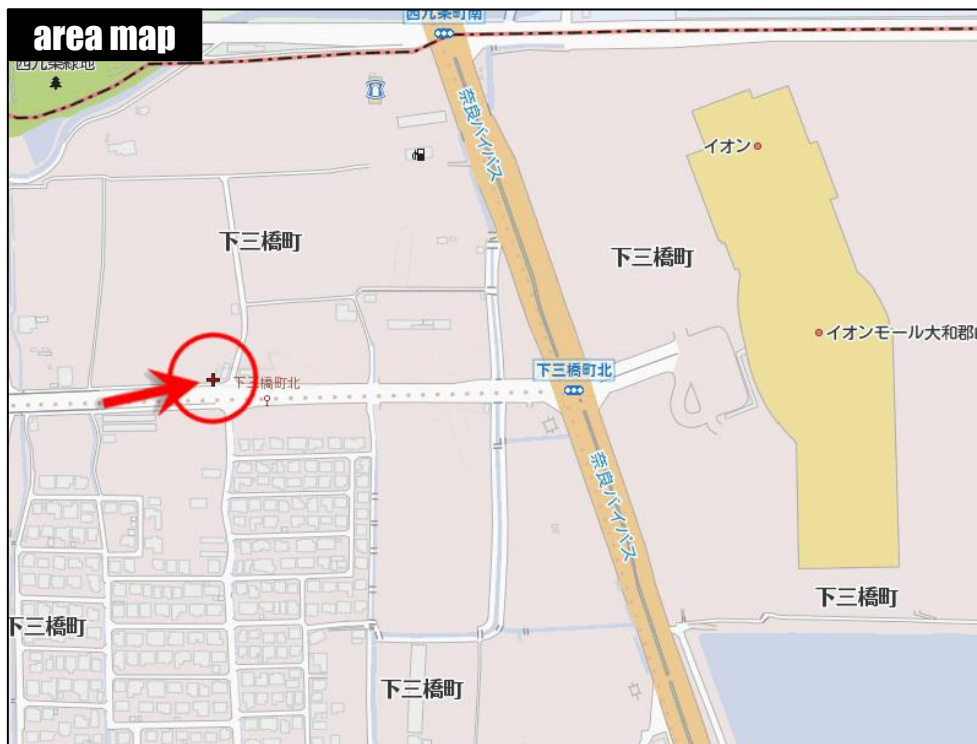 area map
西九条町南
西九条緑地
奈良バイパス
イオン
下三橋町
下三橋町
イオンモール大和郡山
下三橋町北
下三橋町北
奈良バイパス
下三橋町
下三橋町
下三橋町